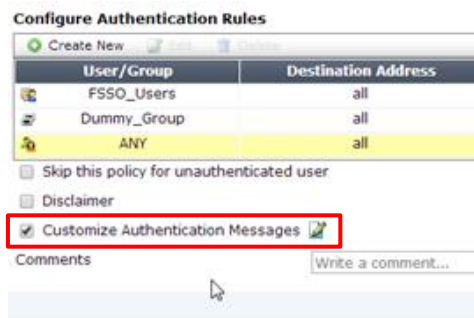 Configure Authentication Rules
Create New Edit Delete
User/Group Destination Address
FSSO_Users all
Dummy_Group all
ANY all
Skip this policy for unauthenticated user
Disclaimer
Customize Authentication Messages
Comments Write a comment...